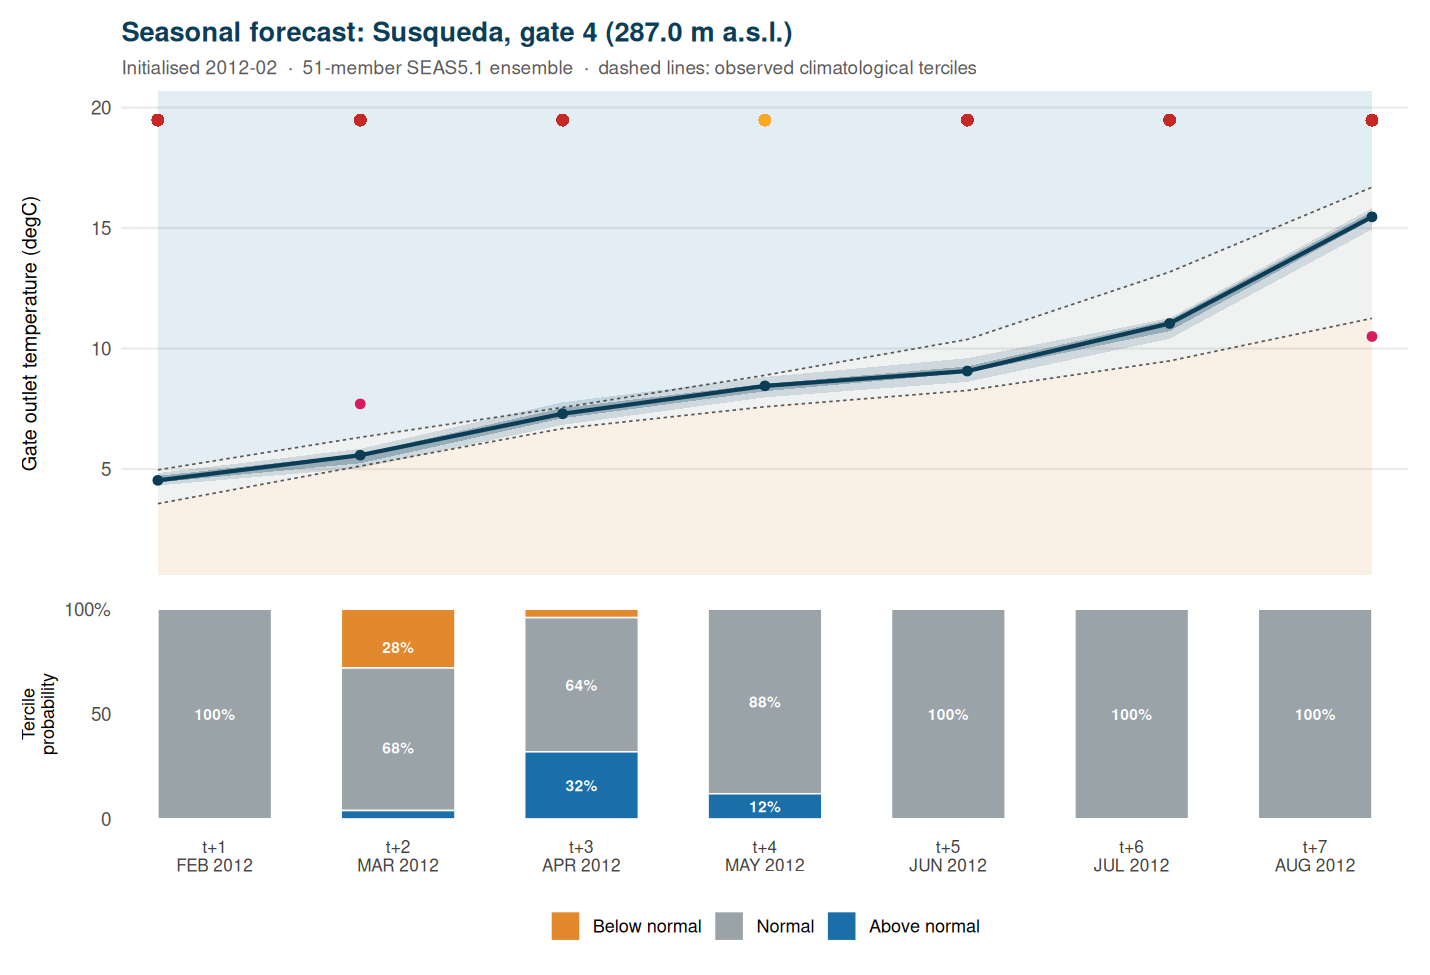 Seasonal forecast: Susqueda, gate 4 (287.0 m a.s.l.)
Initialised 2012-02 · 51-member SEAS5.1 ensemble · dashed lines: observed climatological terciles
Gate outlet temperature (degC)
20
15
10
5
Tercile
probability
100%
50
0
100%
28%
68%
64%
32%
88%
12%
100%
100%
100%
t+1
FEB 2012
t+2
MAR 2012
t+3
APR 2012
t+4
MAY 2012
t+5
JUN 2012
t+6
JUL 2012
t+7
AUG 2012
Below normal
Normal
Above normal